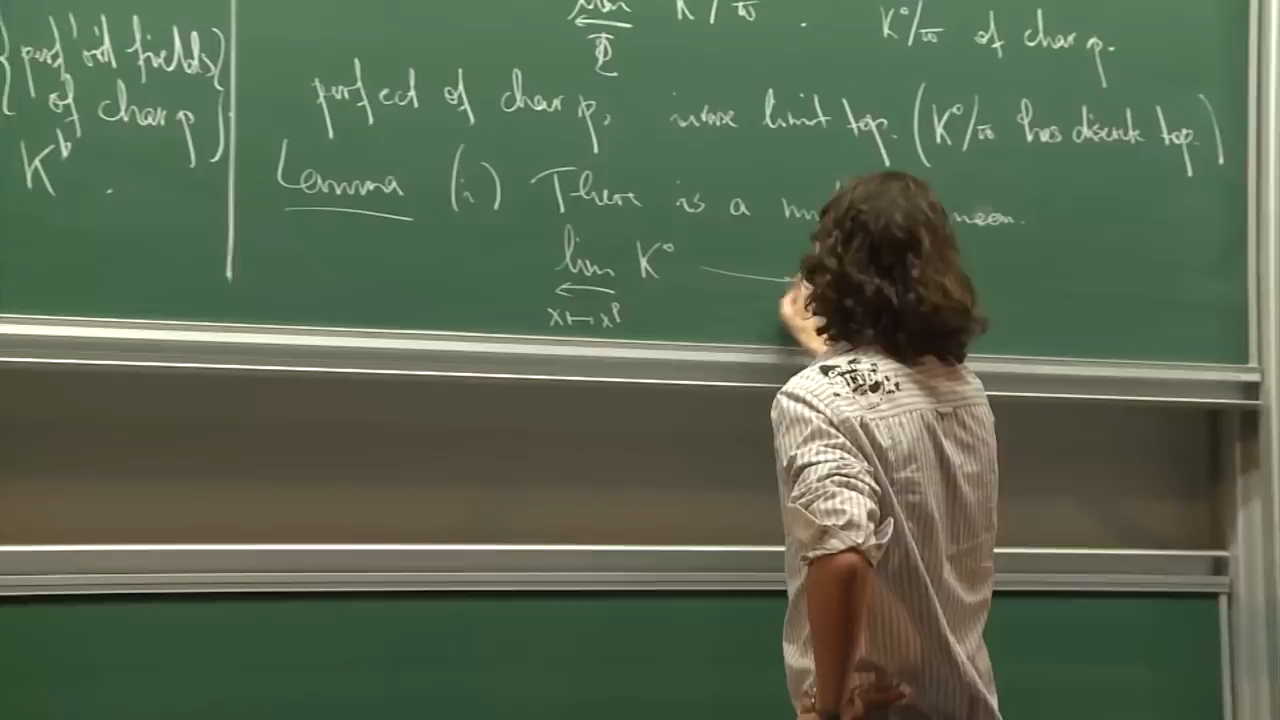 {perf'oid fields}
of char p
K♭ .
lim K°/ϖ . K°/ϖ of char p.
←
Φ
perfect of char p, inverse limit top. (K°/ϖ has discrete top.)
Lemma (i) There is a
lim K°
←
x ↦ x^p